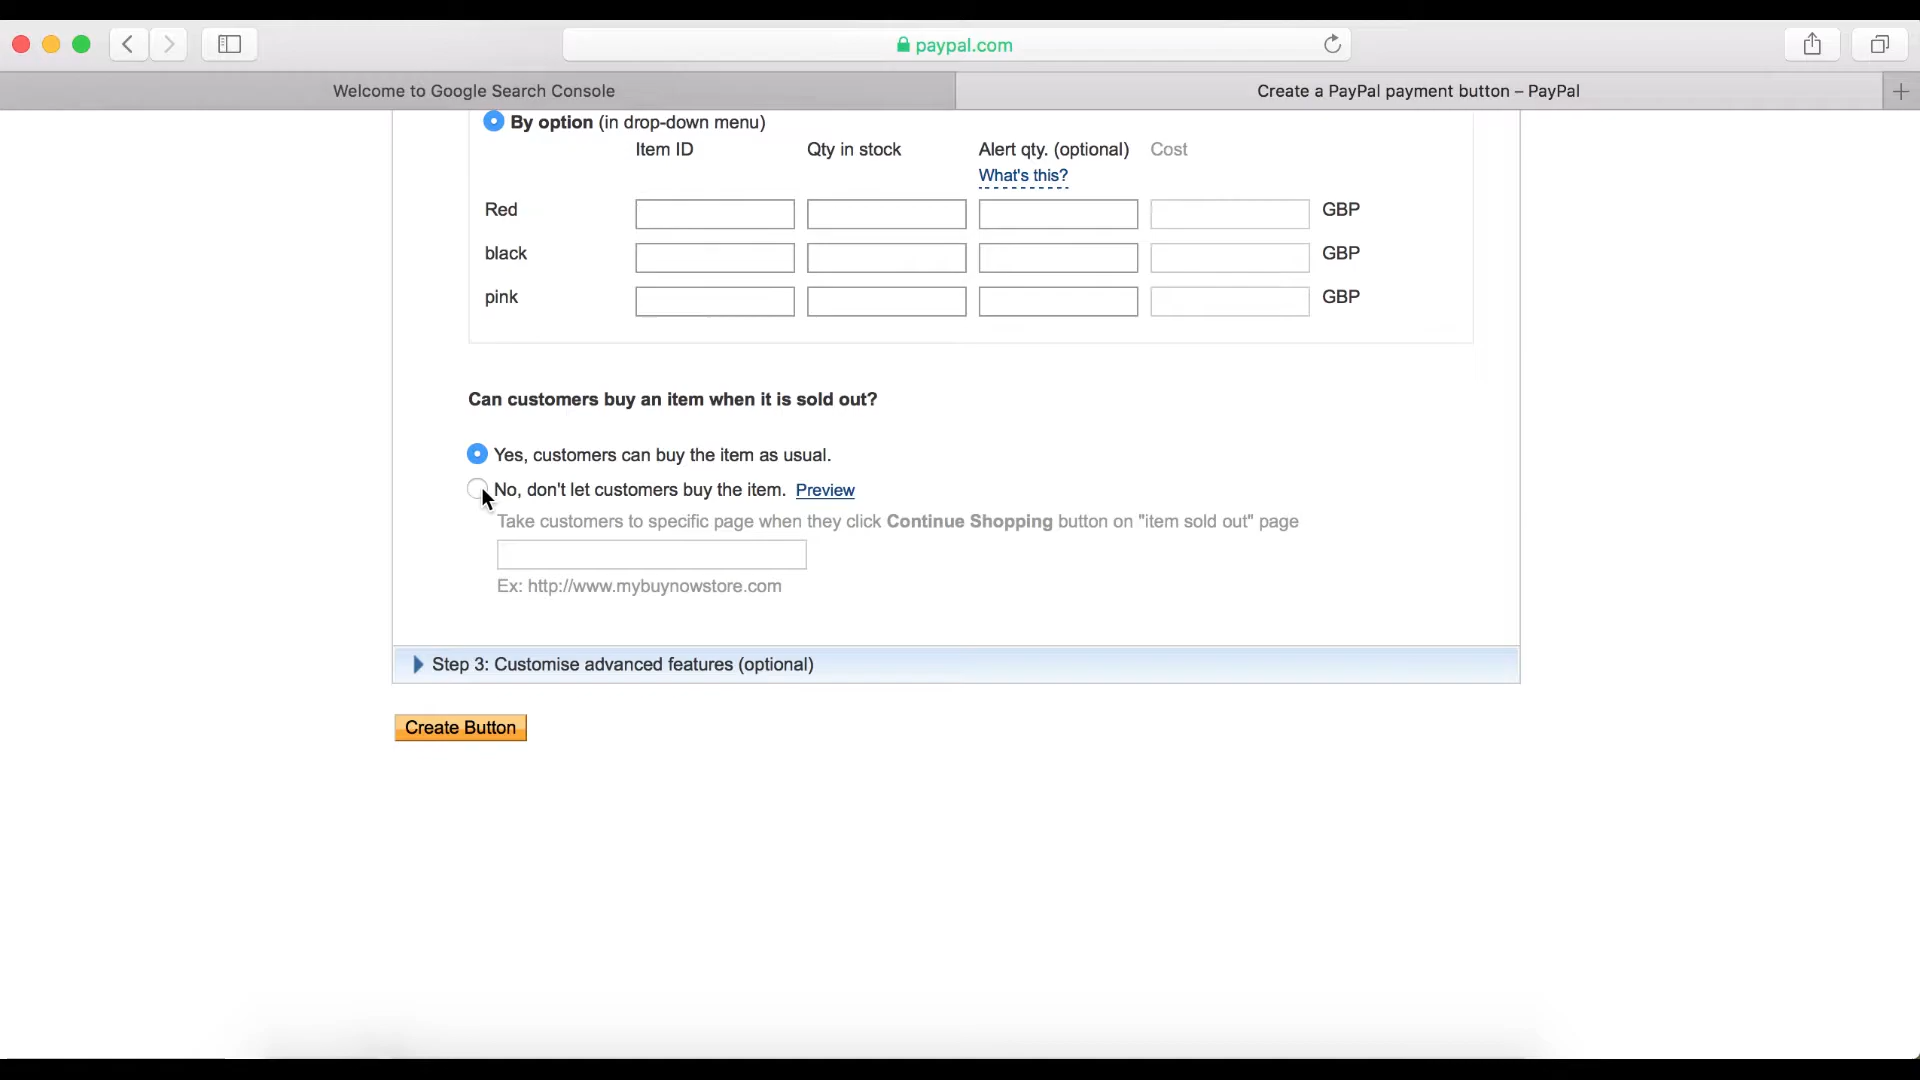 paypal.com
Welcome to Google Search Console
Create a PayPal payment button – PayPal
By option (in drop-down menu)
Item ID Qty in stock Alert qty. (optional) Cost
What's this?
Red GBP
black GBP
pink GBP
Can customers buy an item when it is sold out?
Yes, customers can buy the item as usual.
No, don't let customers buy the item. Preview
Take customers to specific page when they click Continue Shopping button on "item sold out" page
Ex: http://www.mybuynowstore.com
Step 3: Customise advanced features (optional)
Create Button